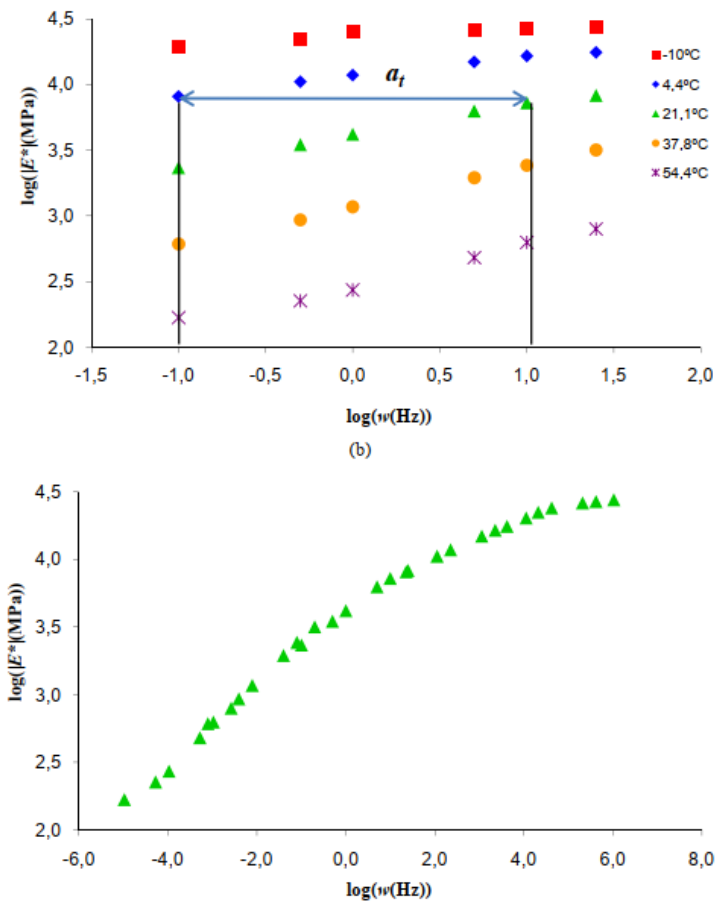 4,5
4,0
3,5
3,0
2,5
2,0
log(|E*|(MPa))
a_t
-10ºC
4,4ºC
21,1ºC
37,8ºC
54,4ºC
-1,5 -1,0 -0,5 0,0 0,5 1,0 1,5 2,0
log(w(Hz))
(b)
4,5
4,0
3,5
3,0
2,5
2,0
log(|E*|(MPa))
-6,0 -4,0 -2,0 0,0 2,0 4,0 6,0 8,0
log(w(Hz))